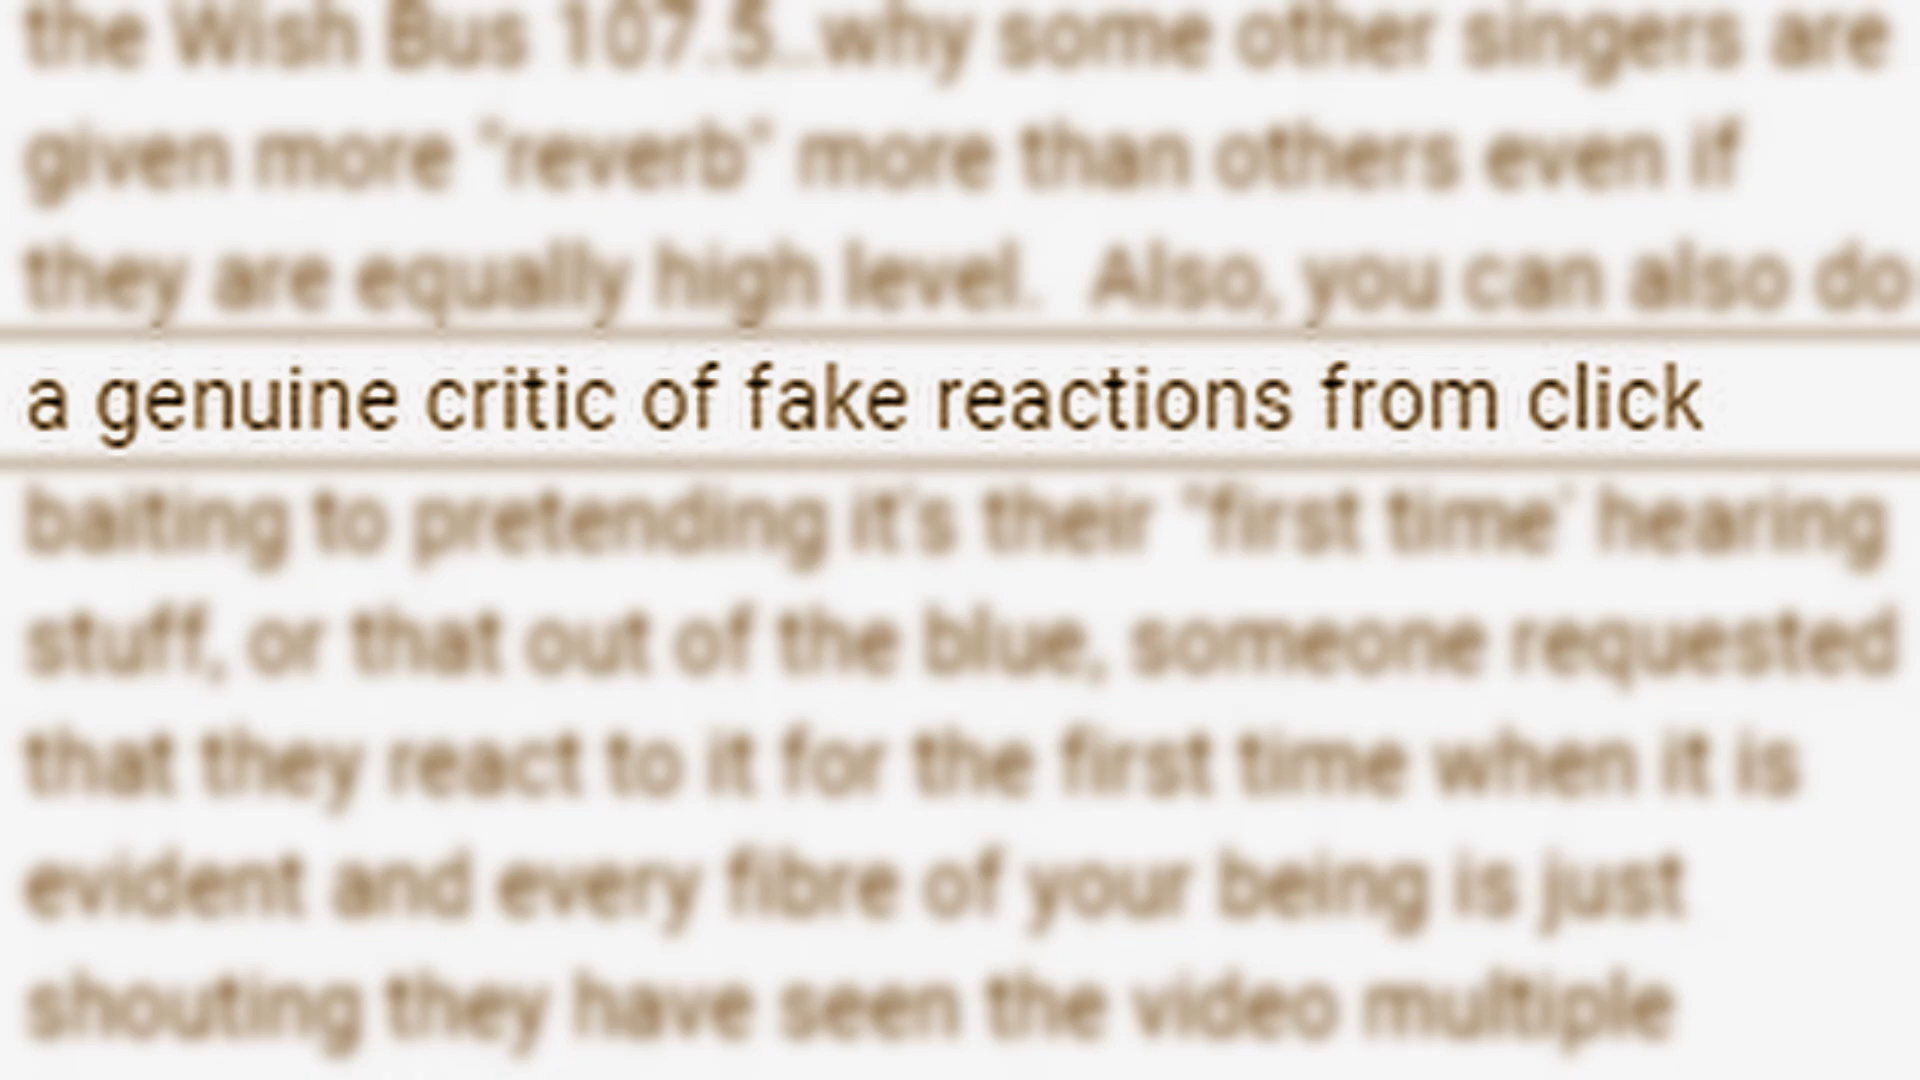 the Wish Bus 107.5..why some other singers are
given more "reverb" more than others even if
they are equally high level.  Also, you can also do
a genuine critic of fake reactions from click
baiting to pretending it's their "first time' hearing
stuff, or that out of the blue, someone requested
that they react to it for the first time when it is
evident and every fibre of your being is just
shouting they have seen the video multiple